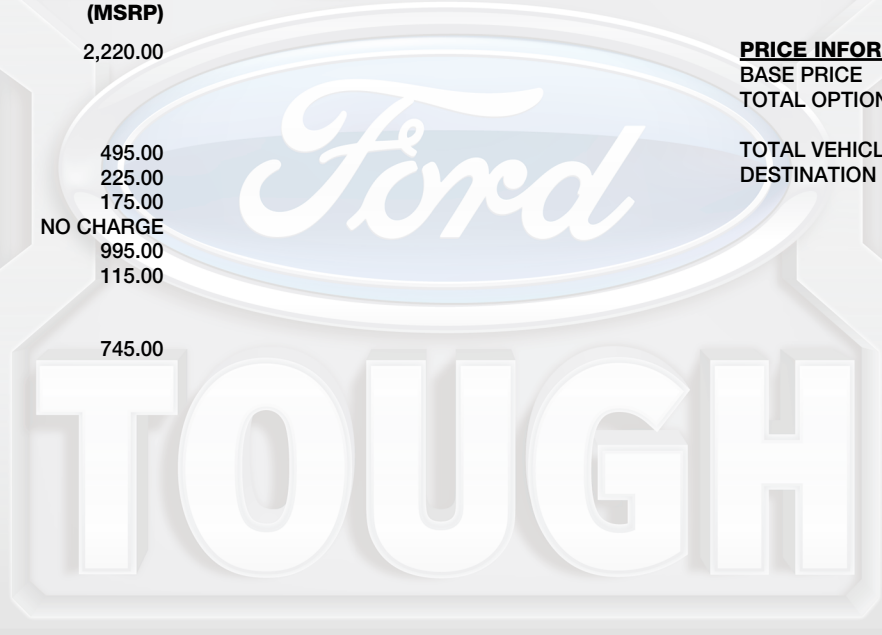 (MSRP)
2,220.00
495.00
225.00
175.00
NO CHARGE
995.00
115.00
745.00
PRICE INFOR
BASE PRICE
TOTAL OPTION
TOTAL VEHICL
DESTINATION
Ford
TOUGH